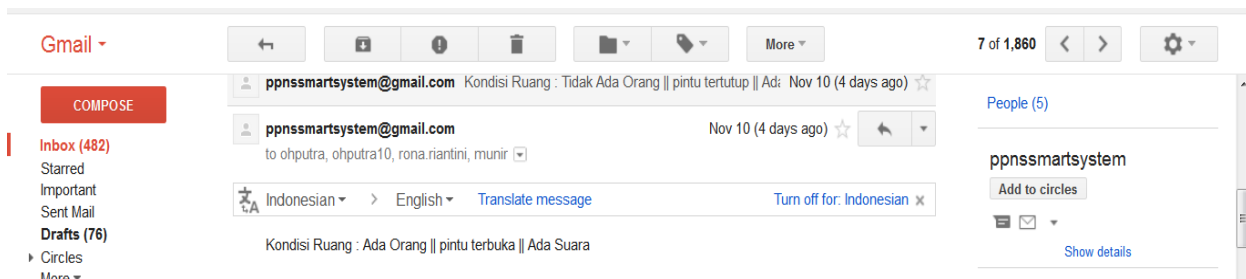 Gmail
More
7 of 1,860
COMPOSE
Inbox (482)
Starred
Important
Sent Mail
Drafts (76)
Circles
More
ppnssmartsystem@gmail.com Kondisi Ruang : Tidak Ada Orang || pintu tertutup || Ada Nov 10 (4 days ago)
ppnssmartsystem@gmail.com Nov 10 (4 days ago)
to ohputra, ohputra10, rona.riantini, munir
Indonesian > English Translate message Turn off for: Indonesian x
Kondisi Ruang : Ada Orang || pintu terbuka || Ada Suara
People (5)
ppnssmartsystem
Add to circles
Show details